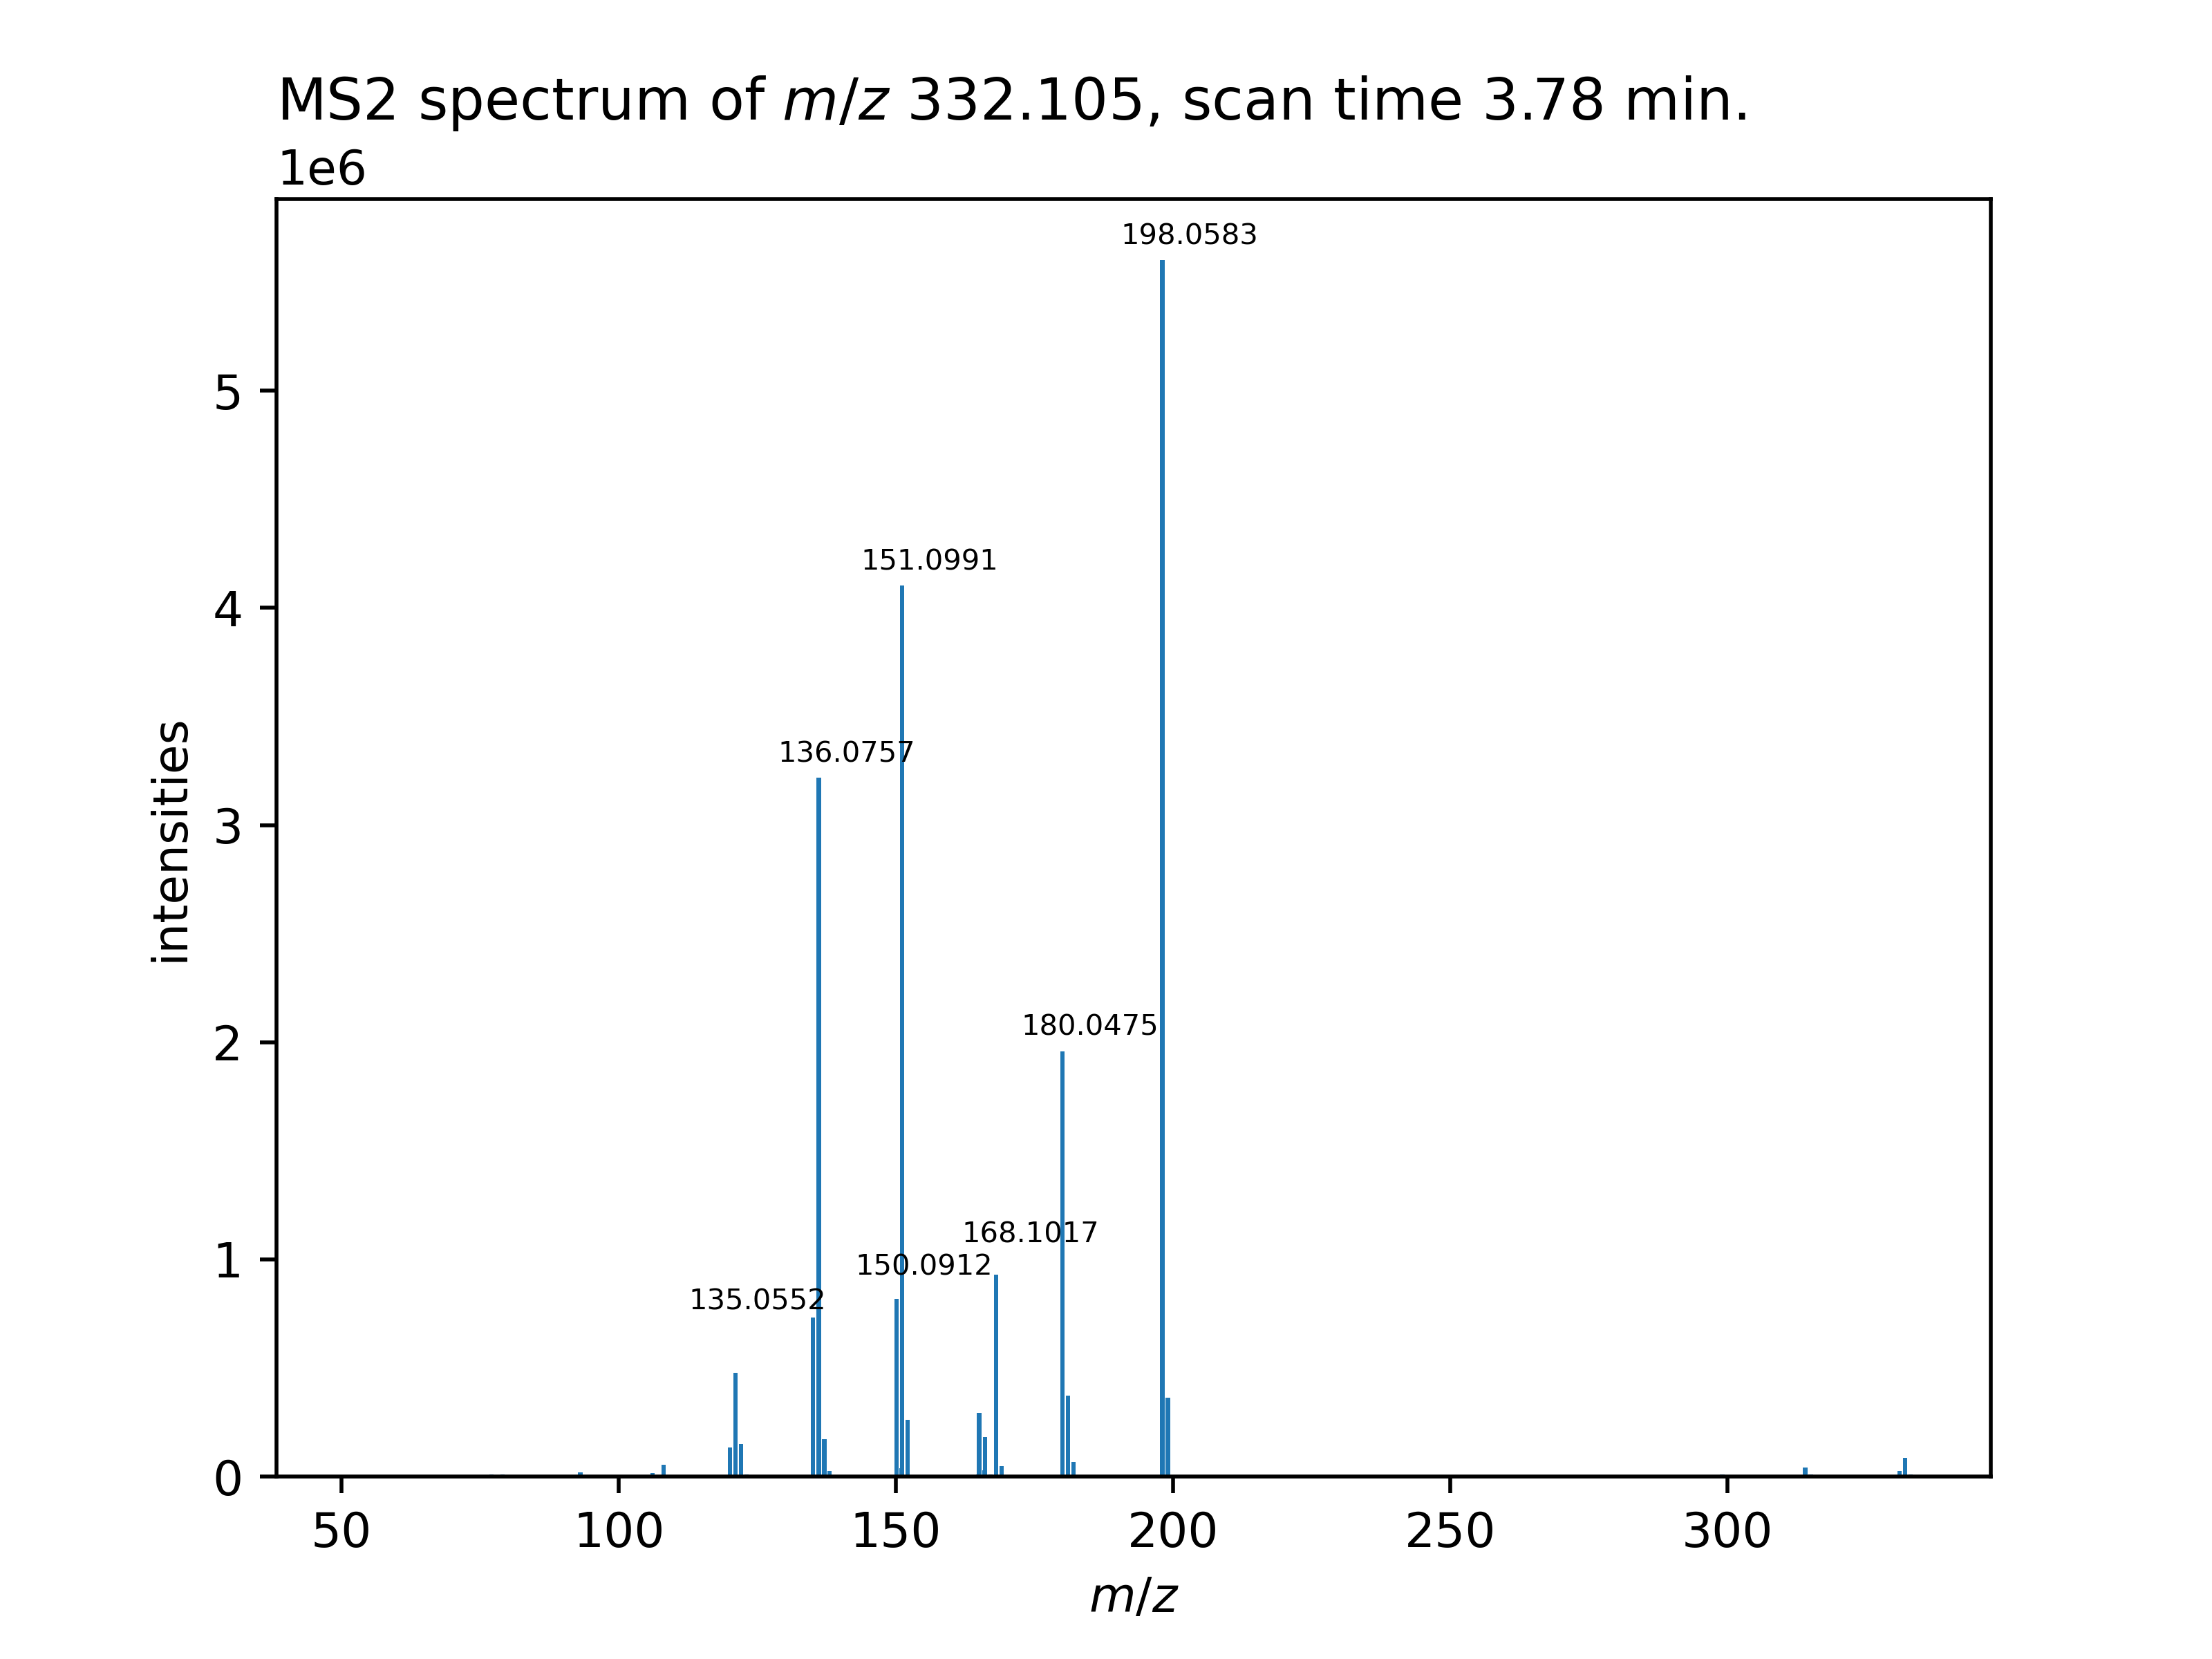 MS2 spectrum of m/z 332.105, scan time 3.78 min.
1e6
198.0583
151.0991
136.0757
180.0475
168.1017
150.0912
135.0552
5
4
3
2
1
0
intensities
50 100 150 200 250 300
m/z